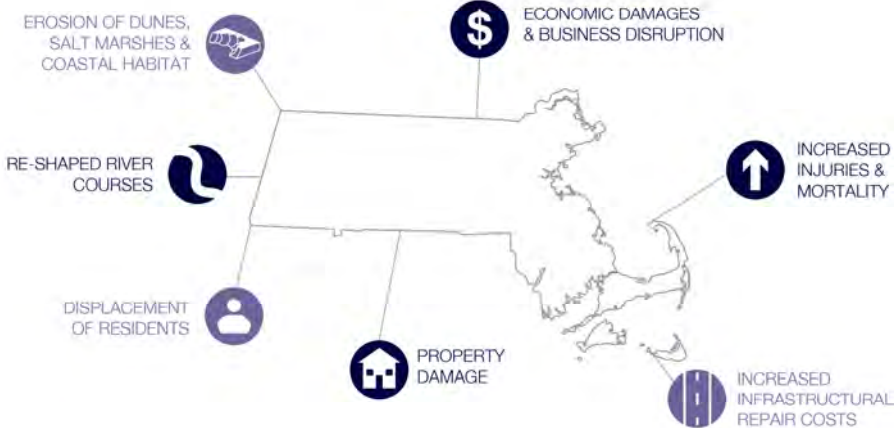 EROSION OF DUNES,
SALT MARSHES &
COASTAL HABITAT
$
ECONOMIC DAMAGES
& BUSINESS DISRUPTION
RE-SHAPED RIVER
COURSES
INCREASED
INJURIES &
MORTALITY
DISPLACEMENT
OF RESIDENTS
PROPERTY
DAMAGE
INCREASED
INFRASTRUCTURAL
REPAIR COSTS